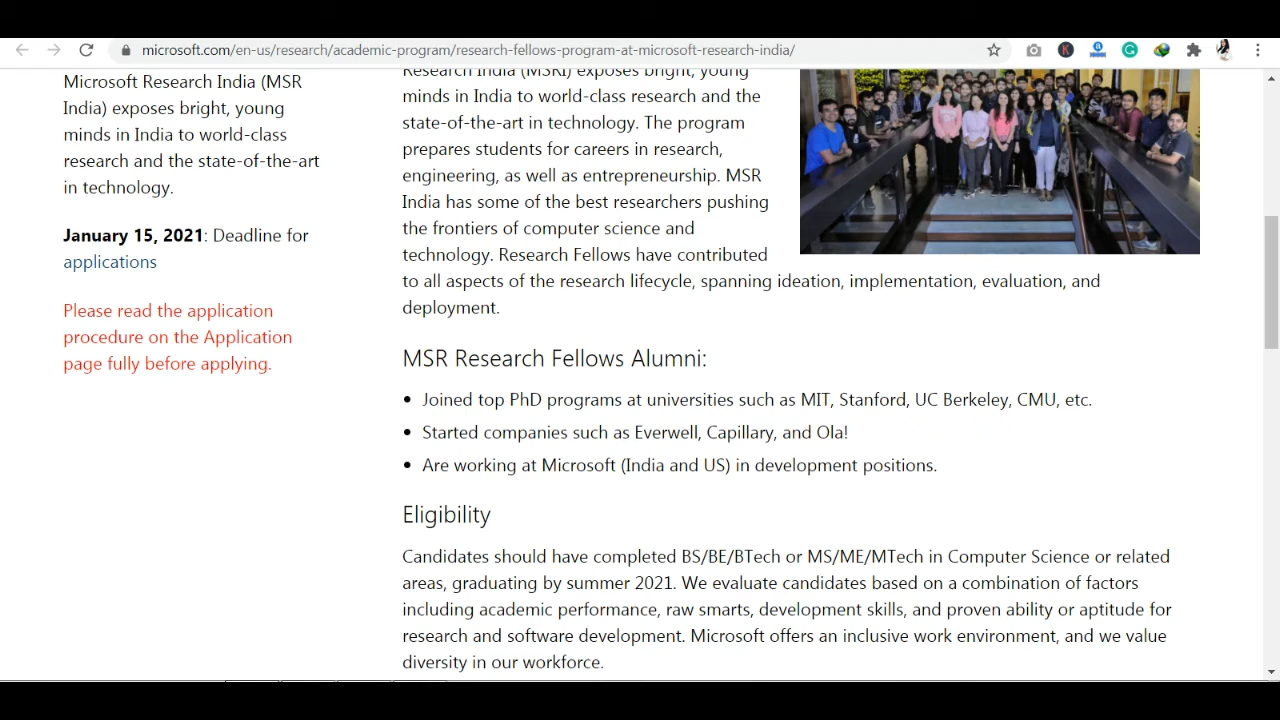 microsoft.com/en-us/research/academic-program/research-fellows-program-at-microsoft-research-india/
Microsoft Research India (MSR
India) exposes bright, young
minds in India to world-class
research and the state-of-the-art
in technology.
January 15, 2021: Deadline for
applications
Please read the application
procedure on the Application
page fully before applying.
Research India (MSRI) exposes bright, young
minds in India to world-class research and the
state-of-the-art in technology. The program
prepares students for careers in research,
engineering, as well as entrepreneurship. MSR
India has some of the best researchers pushing
the frontiers of computer science and
technology. Research Fellows have contributed
to all aspects of the research lifecycle, spanning ideation, implementation, evaluation, and
deployment.
MSR Research Fellows Alumni:
• Joined top PhD programs at universities such as MIT, Stanford, UC Berkeley, CMU, etc.
• Started companies such as Everwell, Capillary, and Ola!
• Are working at Microsoft (India and US) in development positions.
Eligibility
Candidates should have completed BS/BE/BTech or MS/ME/MTech in Computer Science or related
areas, graduating by summer 2021. We evaluate candidates based on a combination of factors
including academic performance, raw smarts, development skills, and proven ability or aptitude for
research and software development. Microsoft offers an inclusive work environment, and we value
diversity in our workforce.